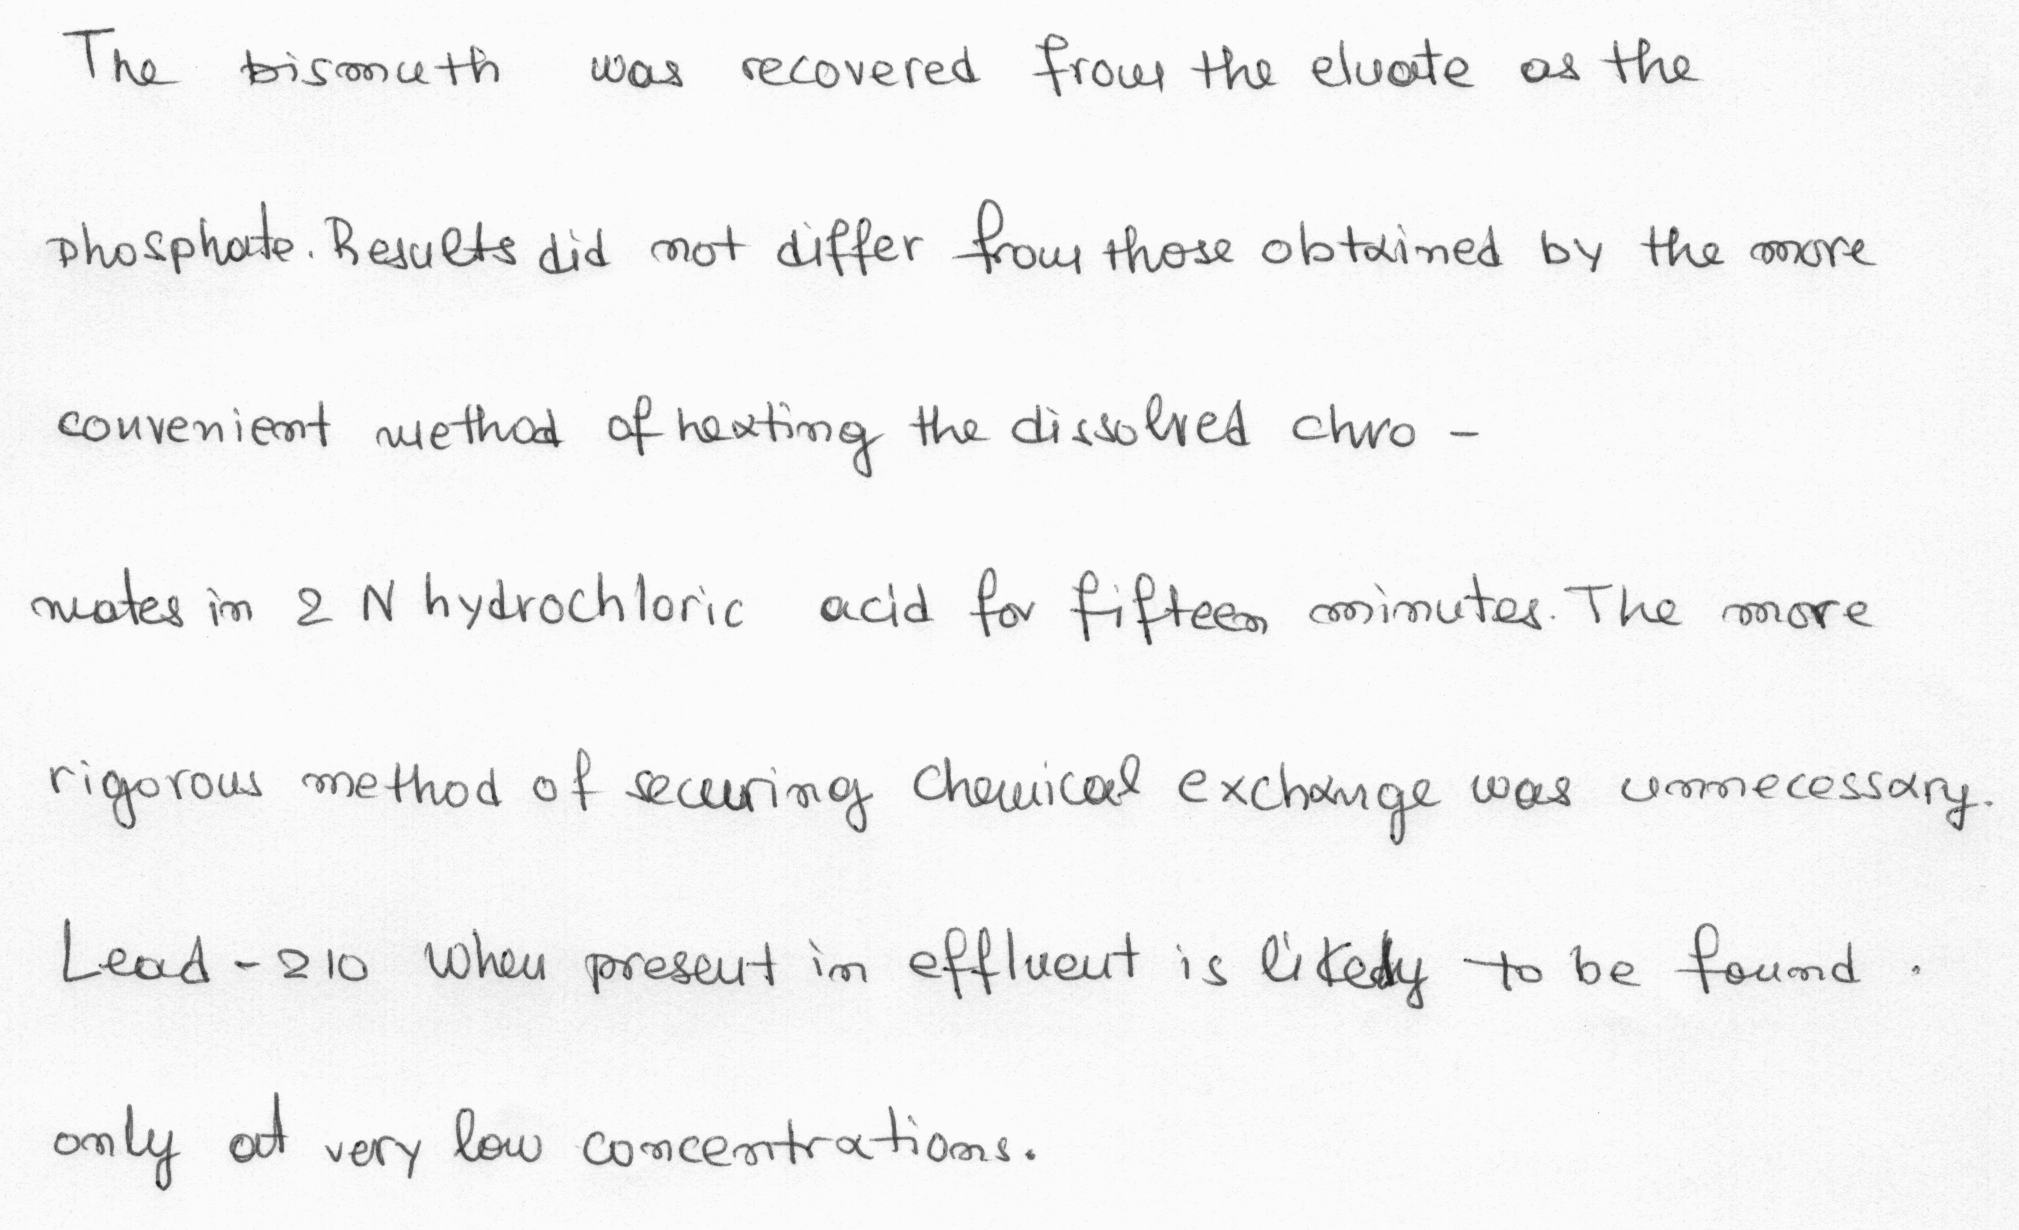 The bismuth was recovered from the eluate as the
phosphate. Results did not differ from those obtained by the more
convenient method of heating the dissolved chro -
mates in 2 N hydrochloric acid for fifteen minutes. The more
rigorous method of securing chemical exchange was unnecessary.
Lead - 210 when present in effluent is likely to be found .
only at very low concentrations.